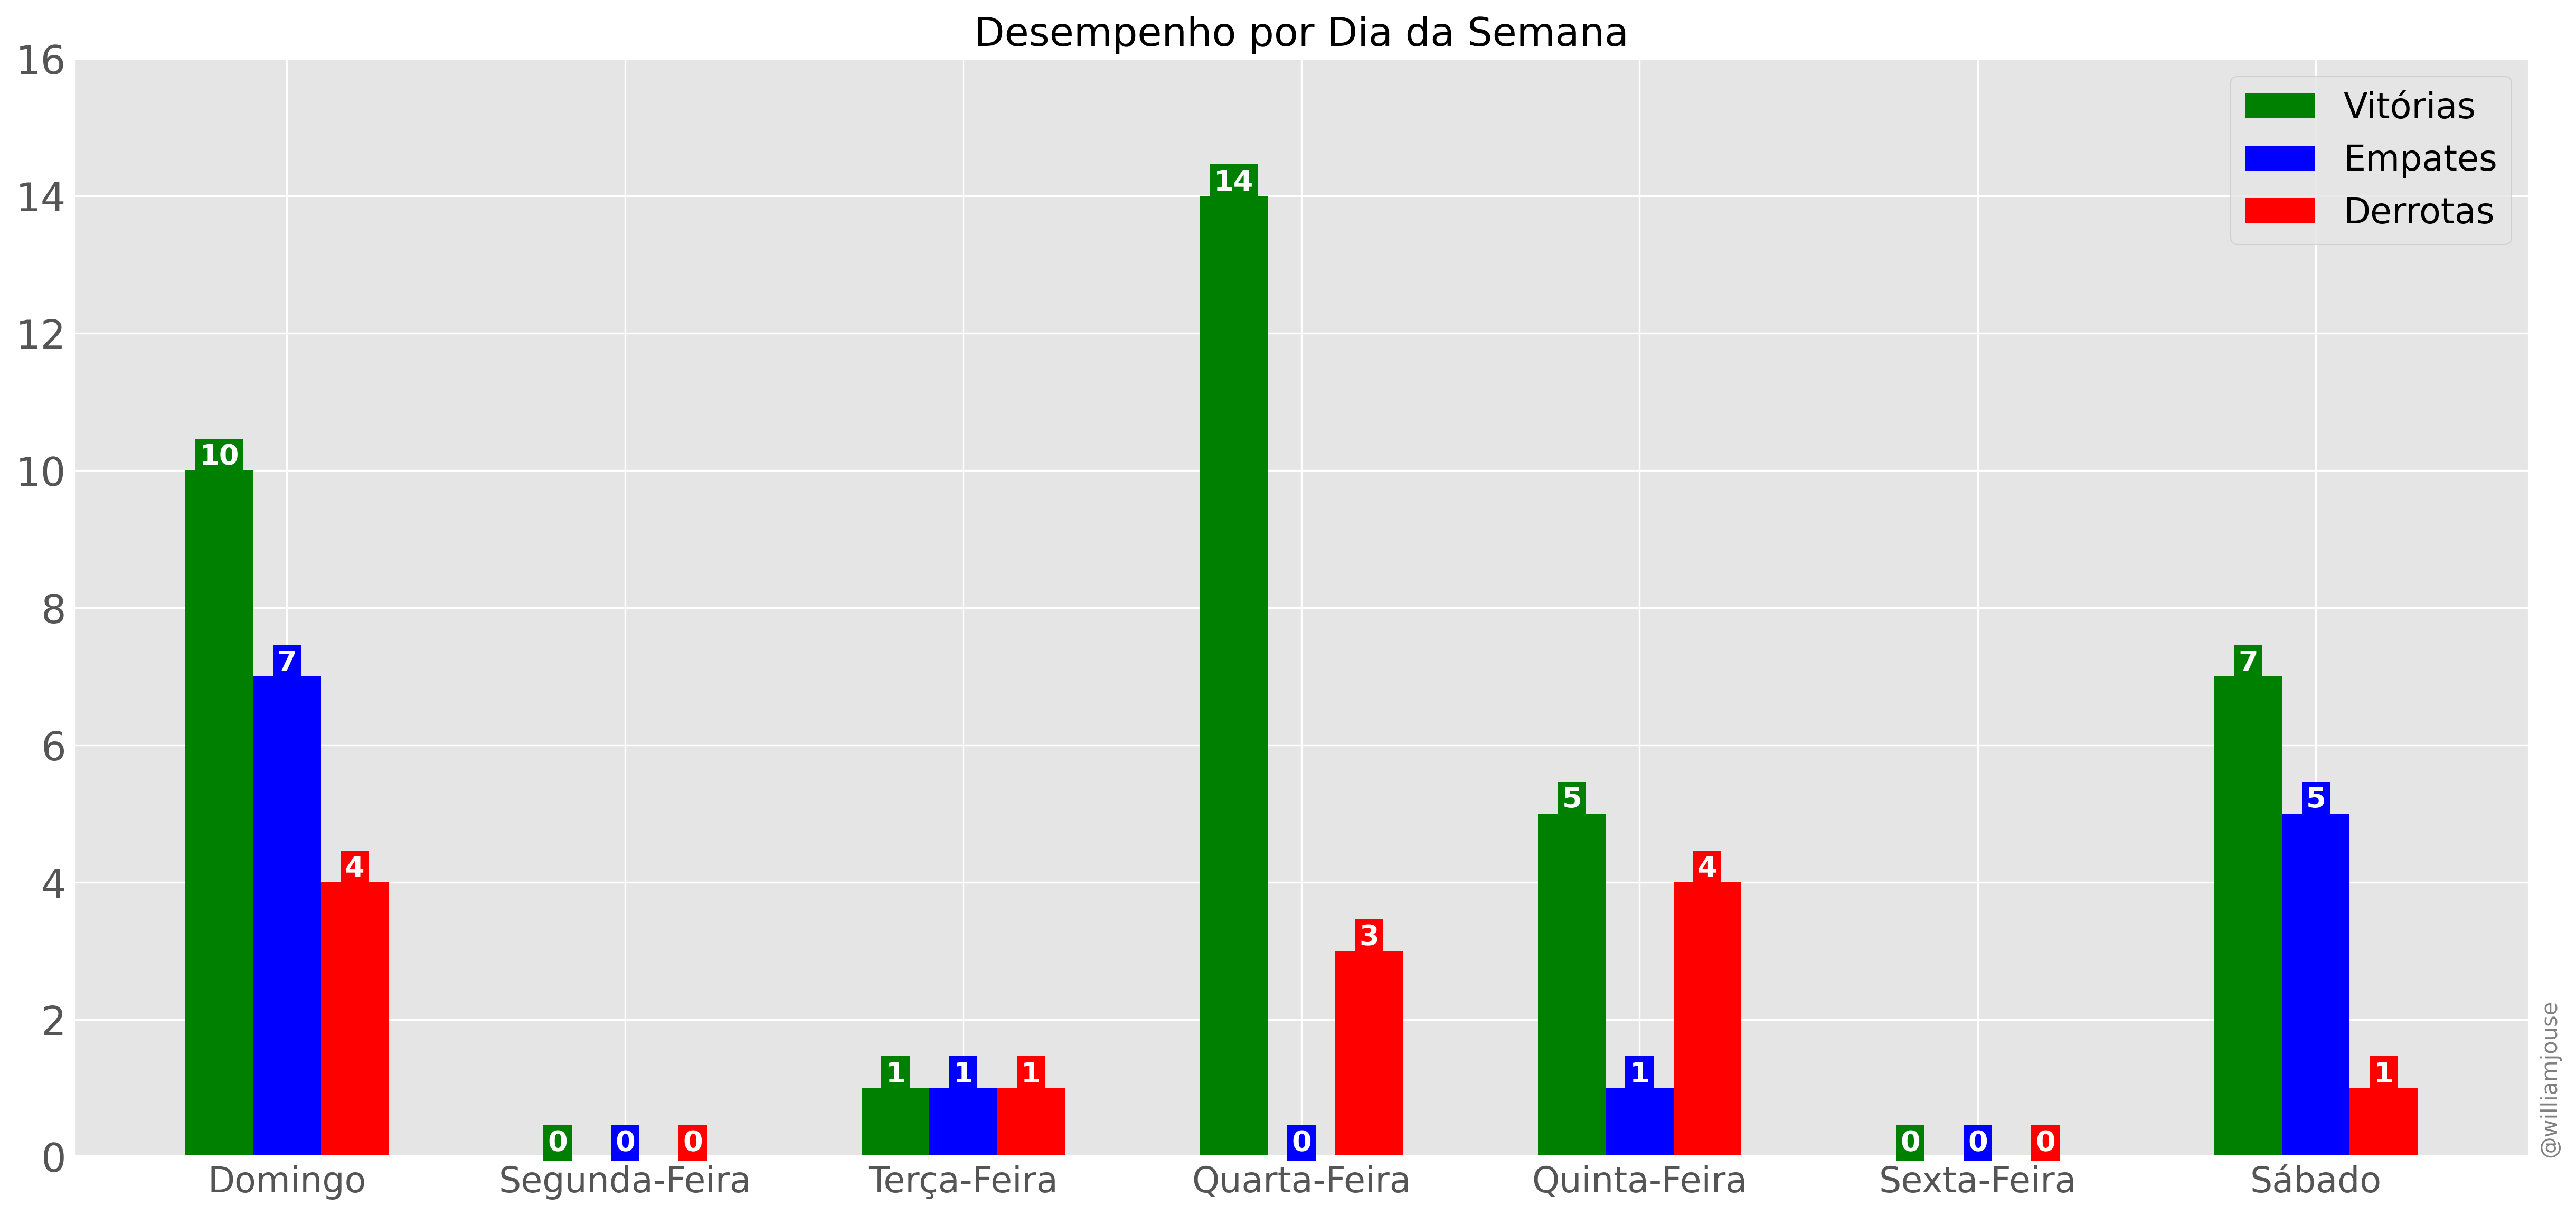 Desempenho por Dia da Semana
16
14
12
10
8
6
4
2
0
Vitórias
Empates
Derrotas
10
7
4
0
0
0
1
1
1
14
0
3
5
1
4
0
0
0
7
5
1
Domingo
Segunda-Feira
Terça-Feira
Quarta-Feira
Quinta-Feira
Sexta-Feira
Sábado
@williamjouse